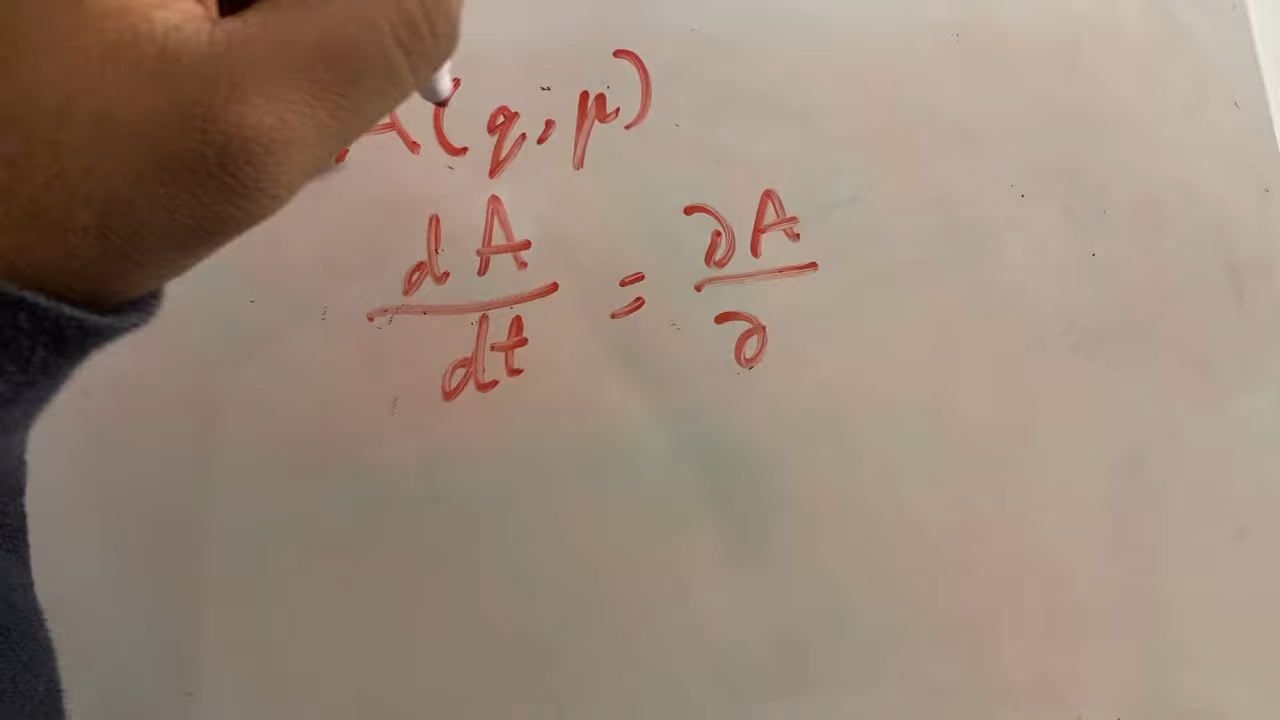 A(q, p)
dA/dt = ∂A/∂